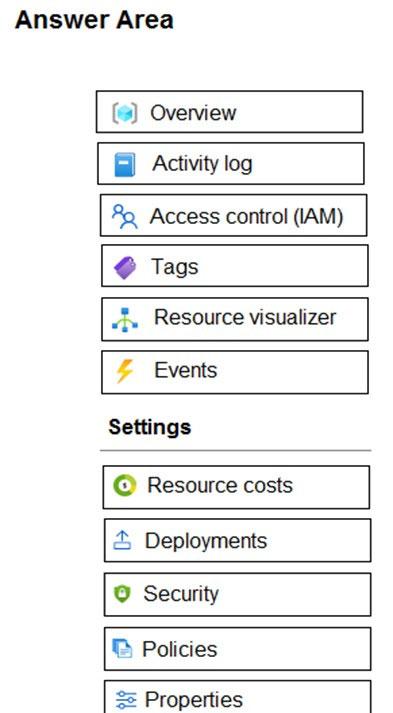 Answer Area
Overview
Activity log
Access control (IAM)
Tags
Resource visualizer
Events
Settings
Resource costs
Deployments
Security
Policies
Properties